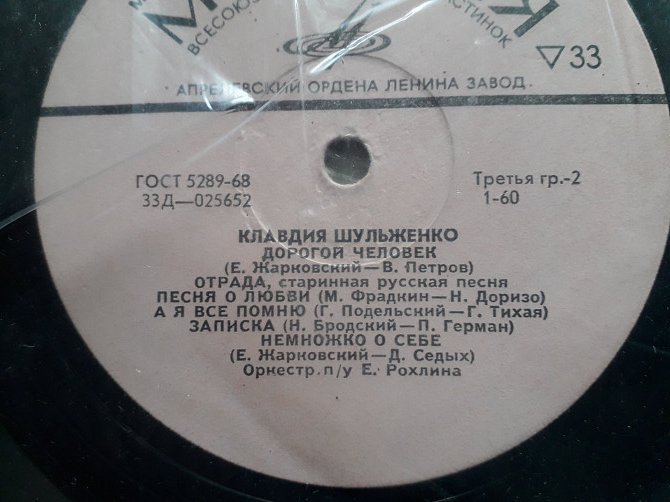 ВСЕСОЮЗ
СТИНОК
33
· АПРЕЛЕВСКИЙ ОРДЕНА ЛЕНИНА ЗАВОД ·
ГОСТ 5289-68
Третья гр.-2
33Д—025652
1-60
КЛАВДИЯ ШУЛЬЖЕНКО
ДОРОГОЙ ЧЕЛОВЕК
(Е. Жарковский—В. Петров)
ОТРАДА, старинная русская песня
ПЕСНЯ О ЛЮБВИ (М. Фрадкин—Н. Доризо)
А Я ВСЕ ПОМНЮ (Г. Подельский—Г. Тихая)
ЗАПИСКА (Н. Бродский—П. Герман)
НЕМНОЖКО О СЕБЕ
(Е. Жарковский—Д. Седых)
Оркестр п/у Е. Рохлина